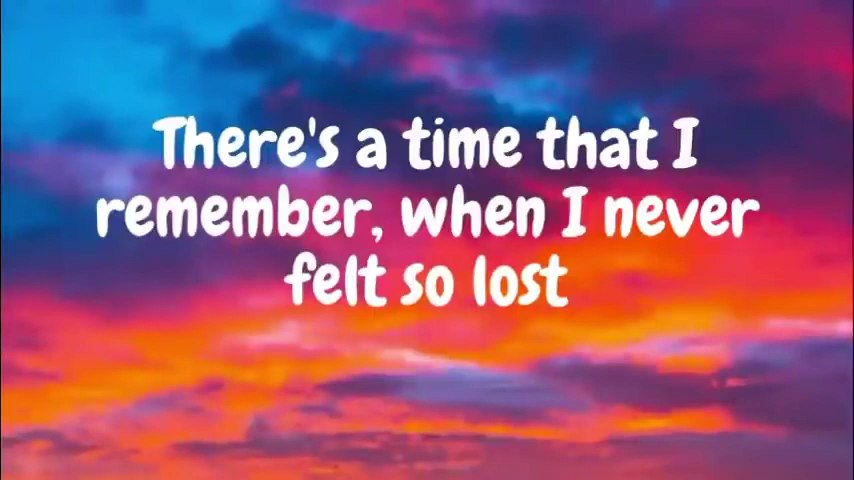 There's a time that I
remember, when I never
felt so lost